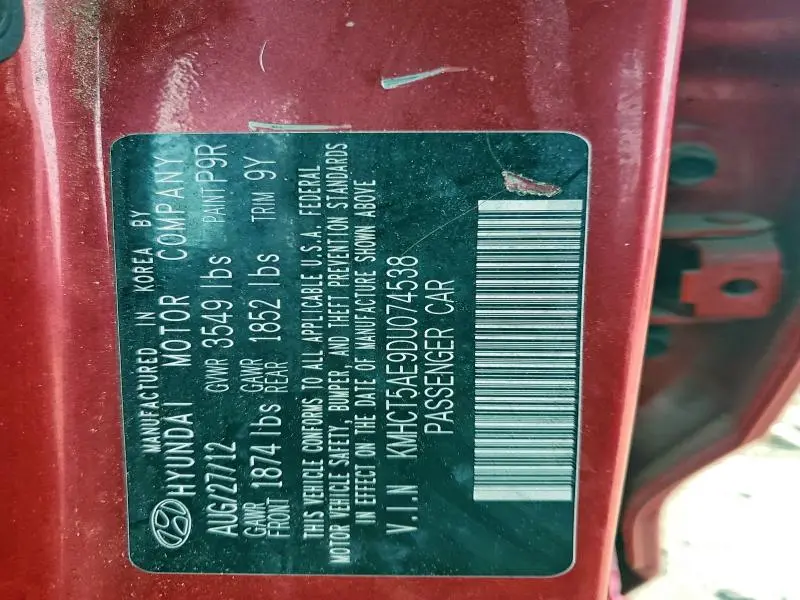 MANUFACTURED IN KOREA BY
HYUNDAI MOTOR COMPANY
AUG/27/12 GVWR 3549 lbs PAINT P9R
GAWR FRONT 1874 lbs GAWR REAR 1852 lbs TRIM 9Y
THIS VEHICLE CONFORMS TO ALL APPLICABLE U.S.A. FEDERAL
MOTOR VEHICLE SAFETY, BUMPER, AND THEFT PREVENTION STANDARDS
IN EFFECT ON THE DATE OF MANUFACTURE SHOWN ABOVE
V.I.N KMHCT5AE9DU074538
PASSENGER CAR